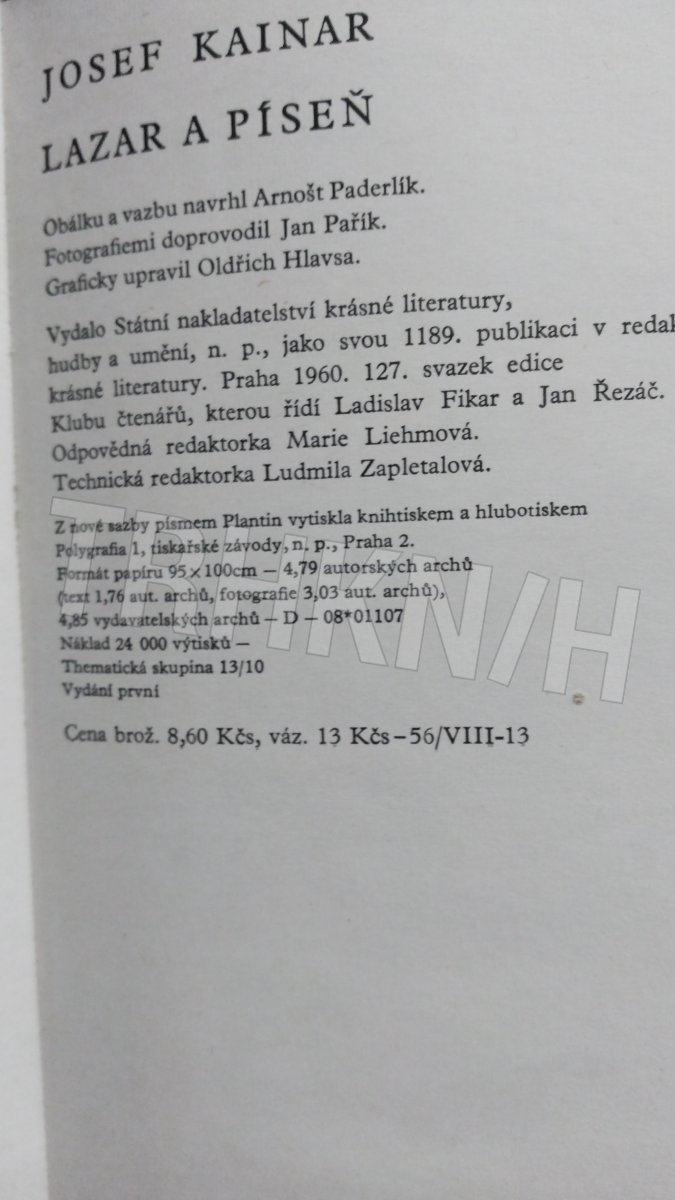 JOSEF KAINAR
LAZAR A PÍSEŇ
Obálku a vazbu navrhl Arnošt Paderlík.
Fotografiemi doprovodil Jan Pařík.
Graficky upravil Oldřich Hlavsa.
Vydalo Státní nakladatelství krásné literatury,
hudby a umění, n. p., jako svou 1189. publikaci v redak
krásné literatury. Praha 1960. 127. svazek edice
Klubu čtenářů, kterou řídí Ladislav Fikar a Jan Řezáč.
Odpovědná redaktorka Marie Liehmová.
Technická redaktorka Ludmila Zapletalová.
Z nové sazby písmem Plantin vytiskla knihtiskem a hlubotiskem
Polygrafia 1, tiskařské závody, n. p., Praha 2.
Formát papíru 95×100cm – 4,79 autorských archů
(text 1,76 aut. archů, fotografie 3,03 aut. archů),
4,85 vydavatelských archů – D – 08*01107
Náklad 24 000 výtisků –
Thematická skupina 13/10
Vydání první
Cena brož. 8,60 Kčs, váz. 13 Kčs–56/VIII-13